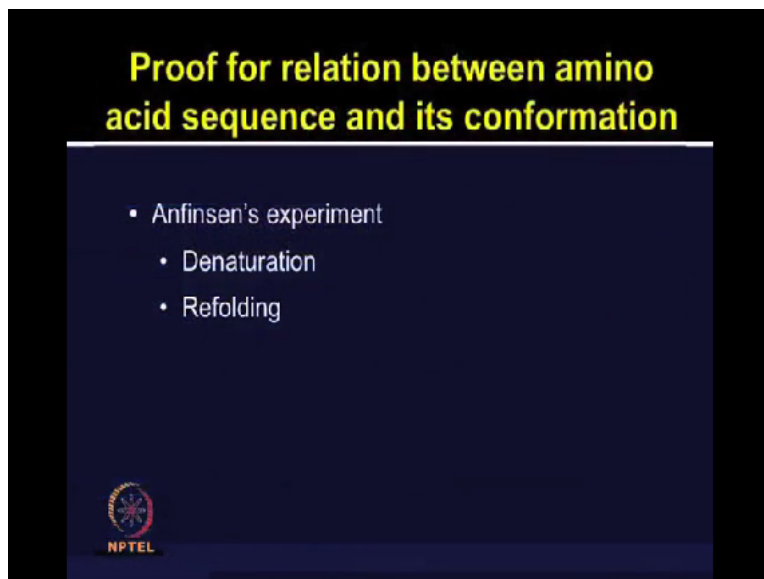 Proof for relation between amino
acid sequence and its conformation
• Anfinsen's experiment
• Denaturation
• Refolding
NPTEL